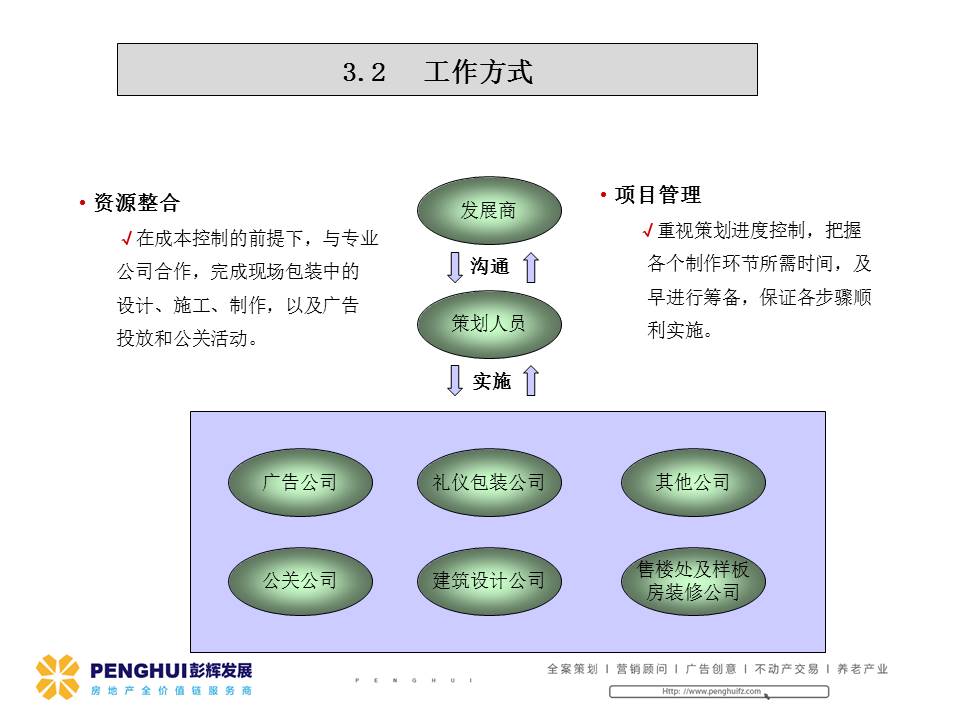 3.2 工作方式
• 资源整合
√在成本控制的前提下，与专业
公司合作，完成现场包装中的
设计、施工、制作，以及广告
投放和公关活动。
发展商
沟通
策划人员
实施
• 项目管理
√重视策划进度控制，把握
各个制作环节所需时间，及
早进行筹备，保证各步骤顺
利实施。
广告公司
礼仪包装公司
其他公司
公关公司
建筑设计公司
售楼处及样板
房装修公司
PENGHUI彭辉发展
房地产全价值链服务商
PENGHUI
全案策划 | 营销顾问 | 广告创意 | 不动产交易 | 养老产业
Http: //www.penghuifz.com